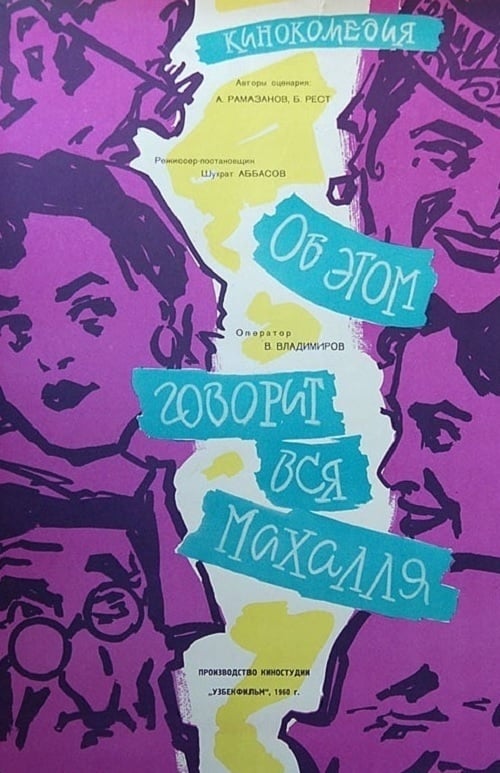 КИНОКОМЕДИЯ
Авторы сценария:
А. РАМАЗАНОВ, Б. РЕСТ
Режиссер-постановщик
Шухрат АББАСОВ
Об этом
Оператор
В. ВЛАДИМИРОВ
говорит
вся
махалля
ПРОИЗВОДСТВО КИНОСТУДИИ
„УЗБЕКФИЛЬМ", 1960 г.